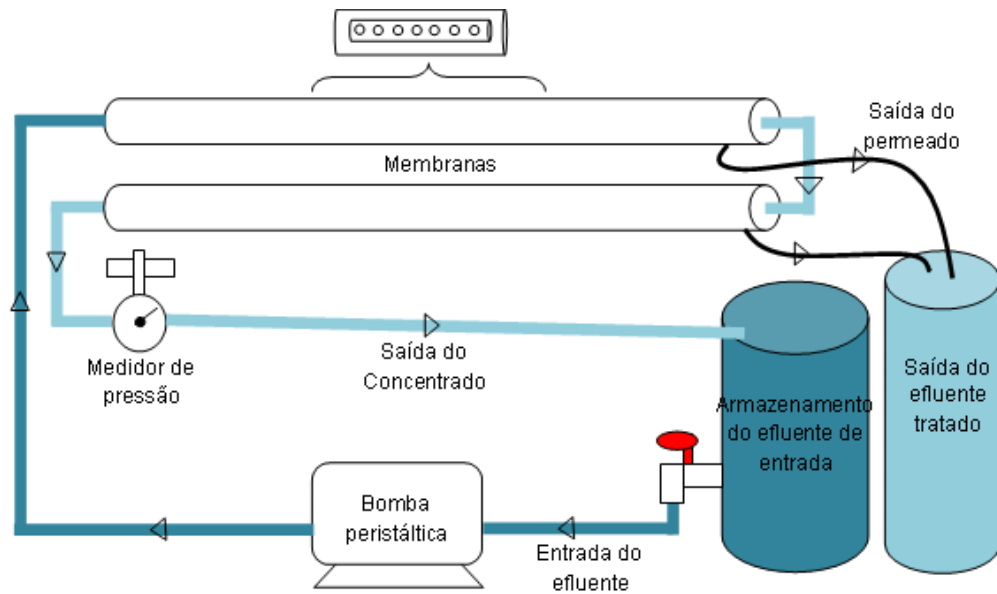 Saída do
permeado
Membranas
Medidor de
pressão
Saída do
Concentrado
Armazenamento
do efluente de
entrada
Saída do
efluente
tratado
Bomba
peristáltica
Entrada do
efluente